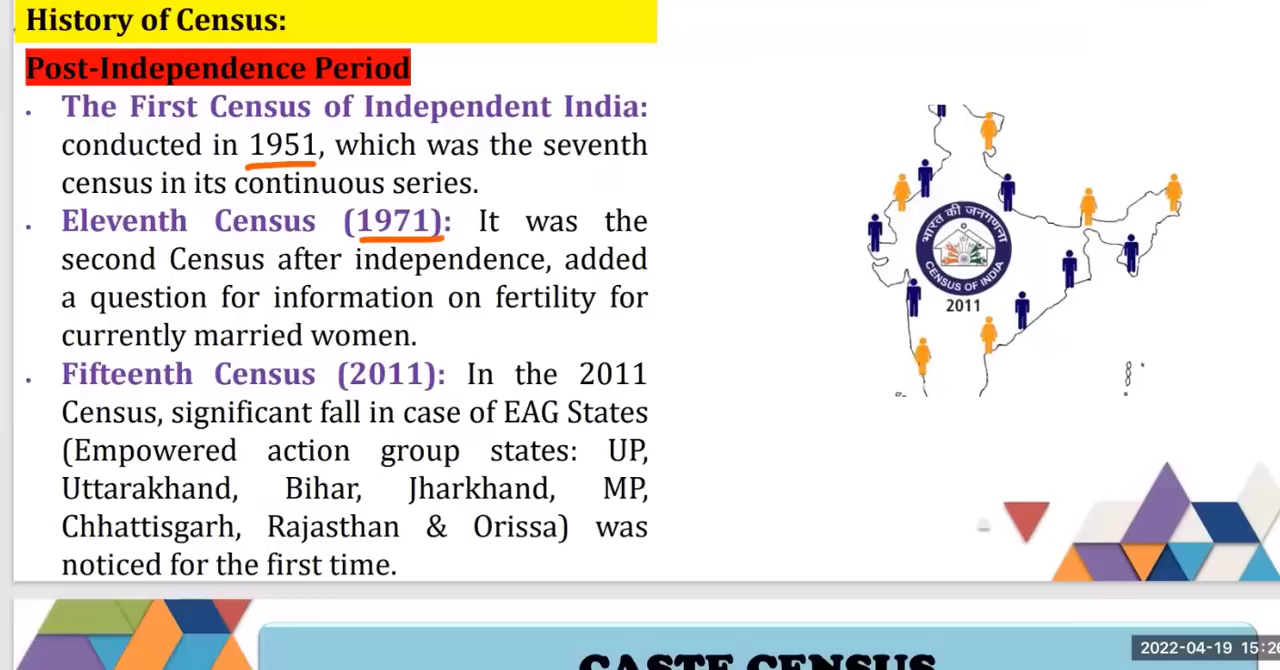 History of Census:
Post-Independence Period
• The First Census of Independent India:
conducted in 1951, which was the seventh
census in its continuous series.
• Eleventh Census (1971): It was the
second Census after independence, added
a question for information on fertility for
currently married women.
• Fifteenth Census (2011): In the 2011
Census, significant fall in case of EAG States
(Empowered action group states: UP,
Uttarakhand, Bihar, Jharkhand, MP,
Chhattisgarh, Rajasthan & Orissa) was
noticed for the first time.
भारत की जनगणना
CENSUS OF INDIA
2011
CASTE CENSUS
2022-04-19 15:26